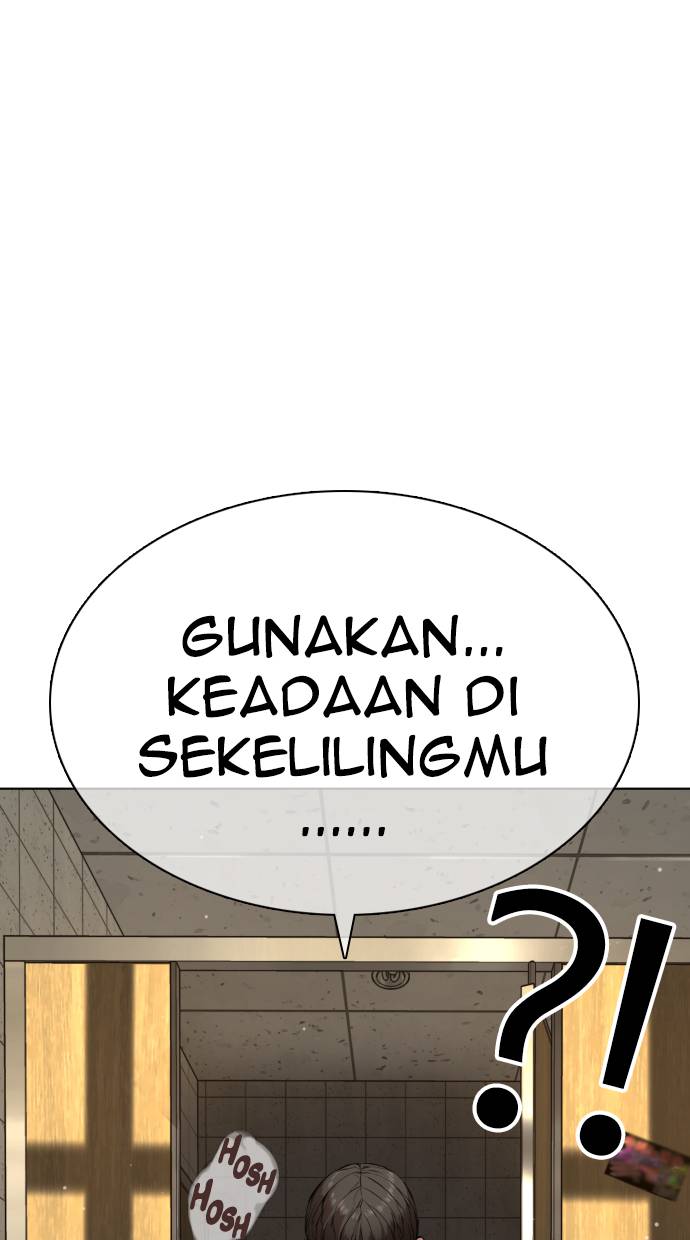 GUNAKAN...
KEADAAN DI
SEKELILINGMU
......
?!
HOSH
HOSH